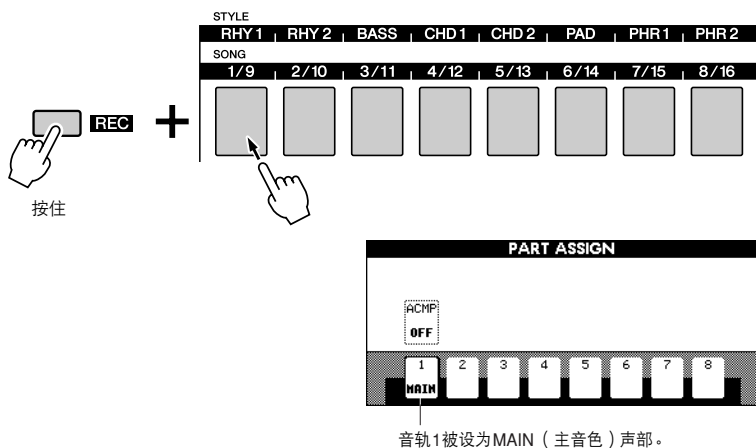 STYLE
RHY 1 RHY 2 BASS CHD 1 CHD 2 PAD PHR 1 PHR 2
SONG
1/9 2/10 3/11 4/12 5/13 6/14 7/15 8/16
REC
按住
PART ASSIGN
ACMP
OFF
1 2 3 4 5 6 7 8
MAIN
音轨1被设为MAIN（主音色）声部。